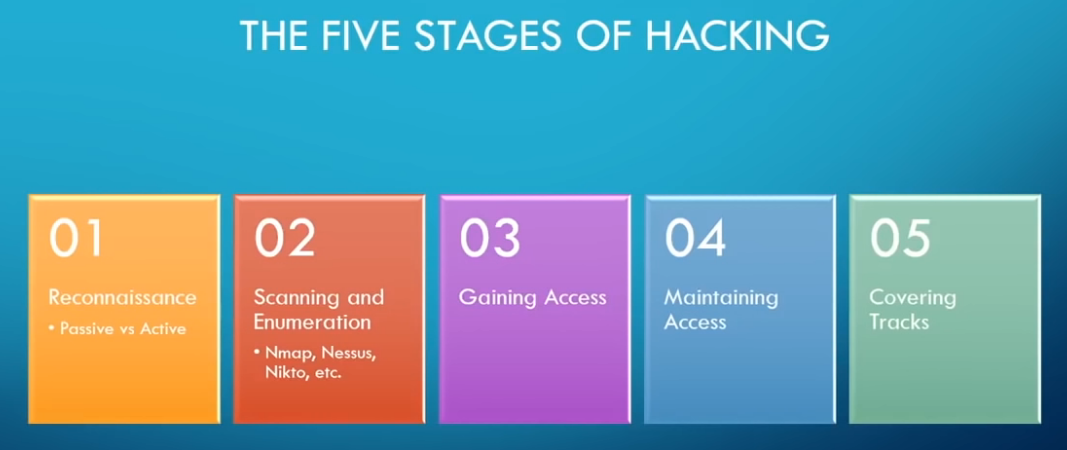 THE FIVE STAGES OF HACKING
01
Reconnaissance
• Passive vs Active
02
Scanning and
Enumeration
• Nmap, Nessus,
Nikto, etc.
03
Gaining Access
04
Maintaining
Access
05
Covering
Tracks